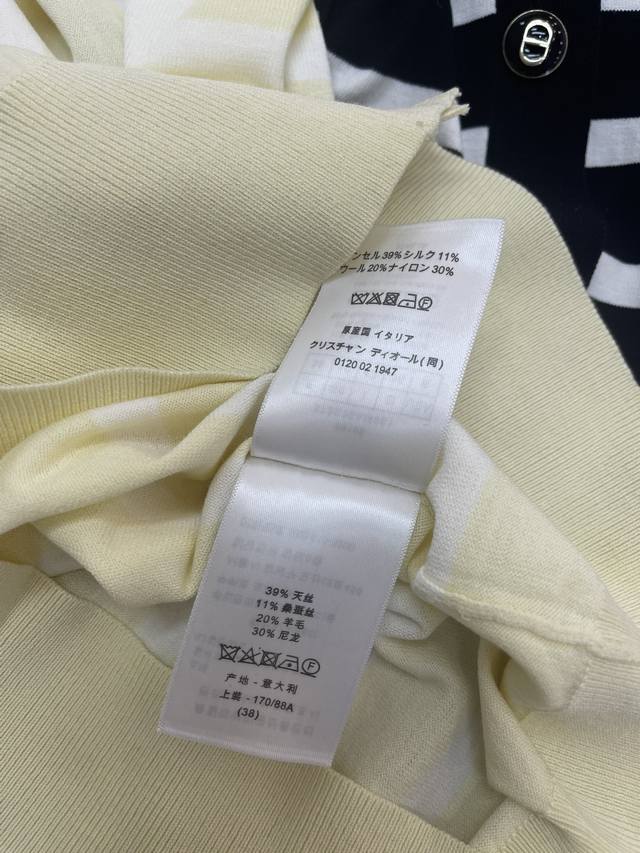 ンセル39%シルク11%
ウール20%ナイロン30%
原産国 イタリア
クリスチャン ディオール(同)
0120 02 1947
39% 天丝
11% 桑蚕丝
20% 羊毛
30% 尼龙
产地 - 意大利
上装 - 170/88A
(38)